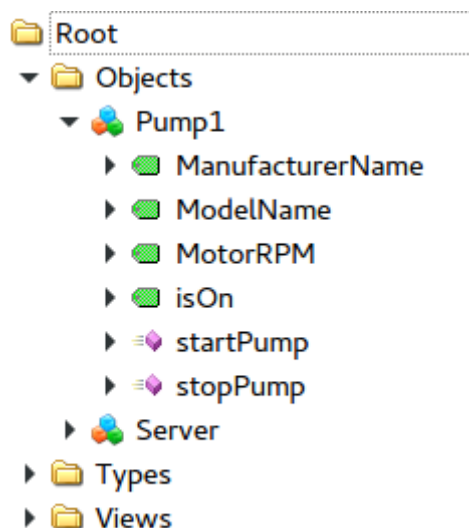 Root
Objects
Pump1
ManufacturerName
ModelName
MotorRPM
isOn
startPump
stopPump
Server
Types
Views